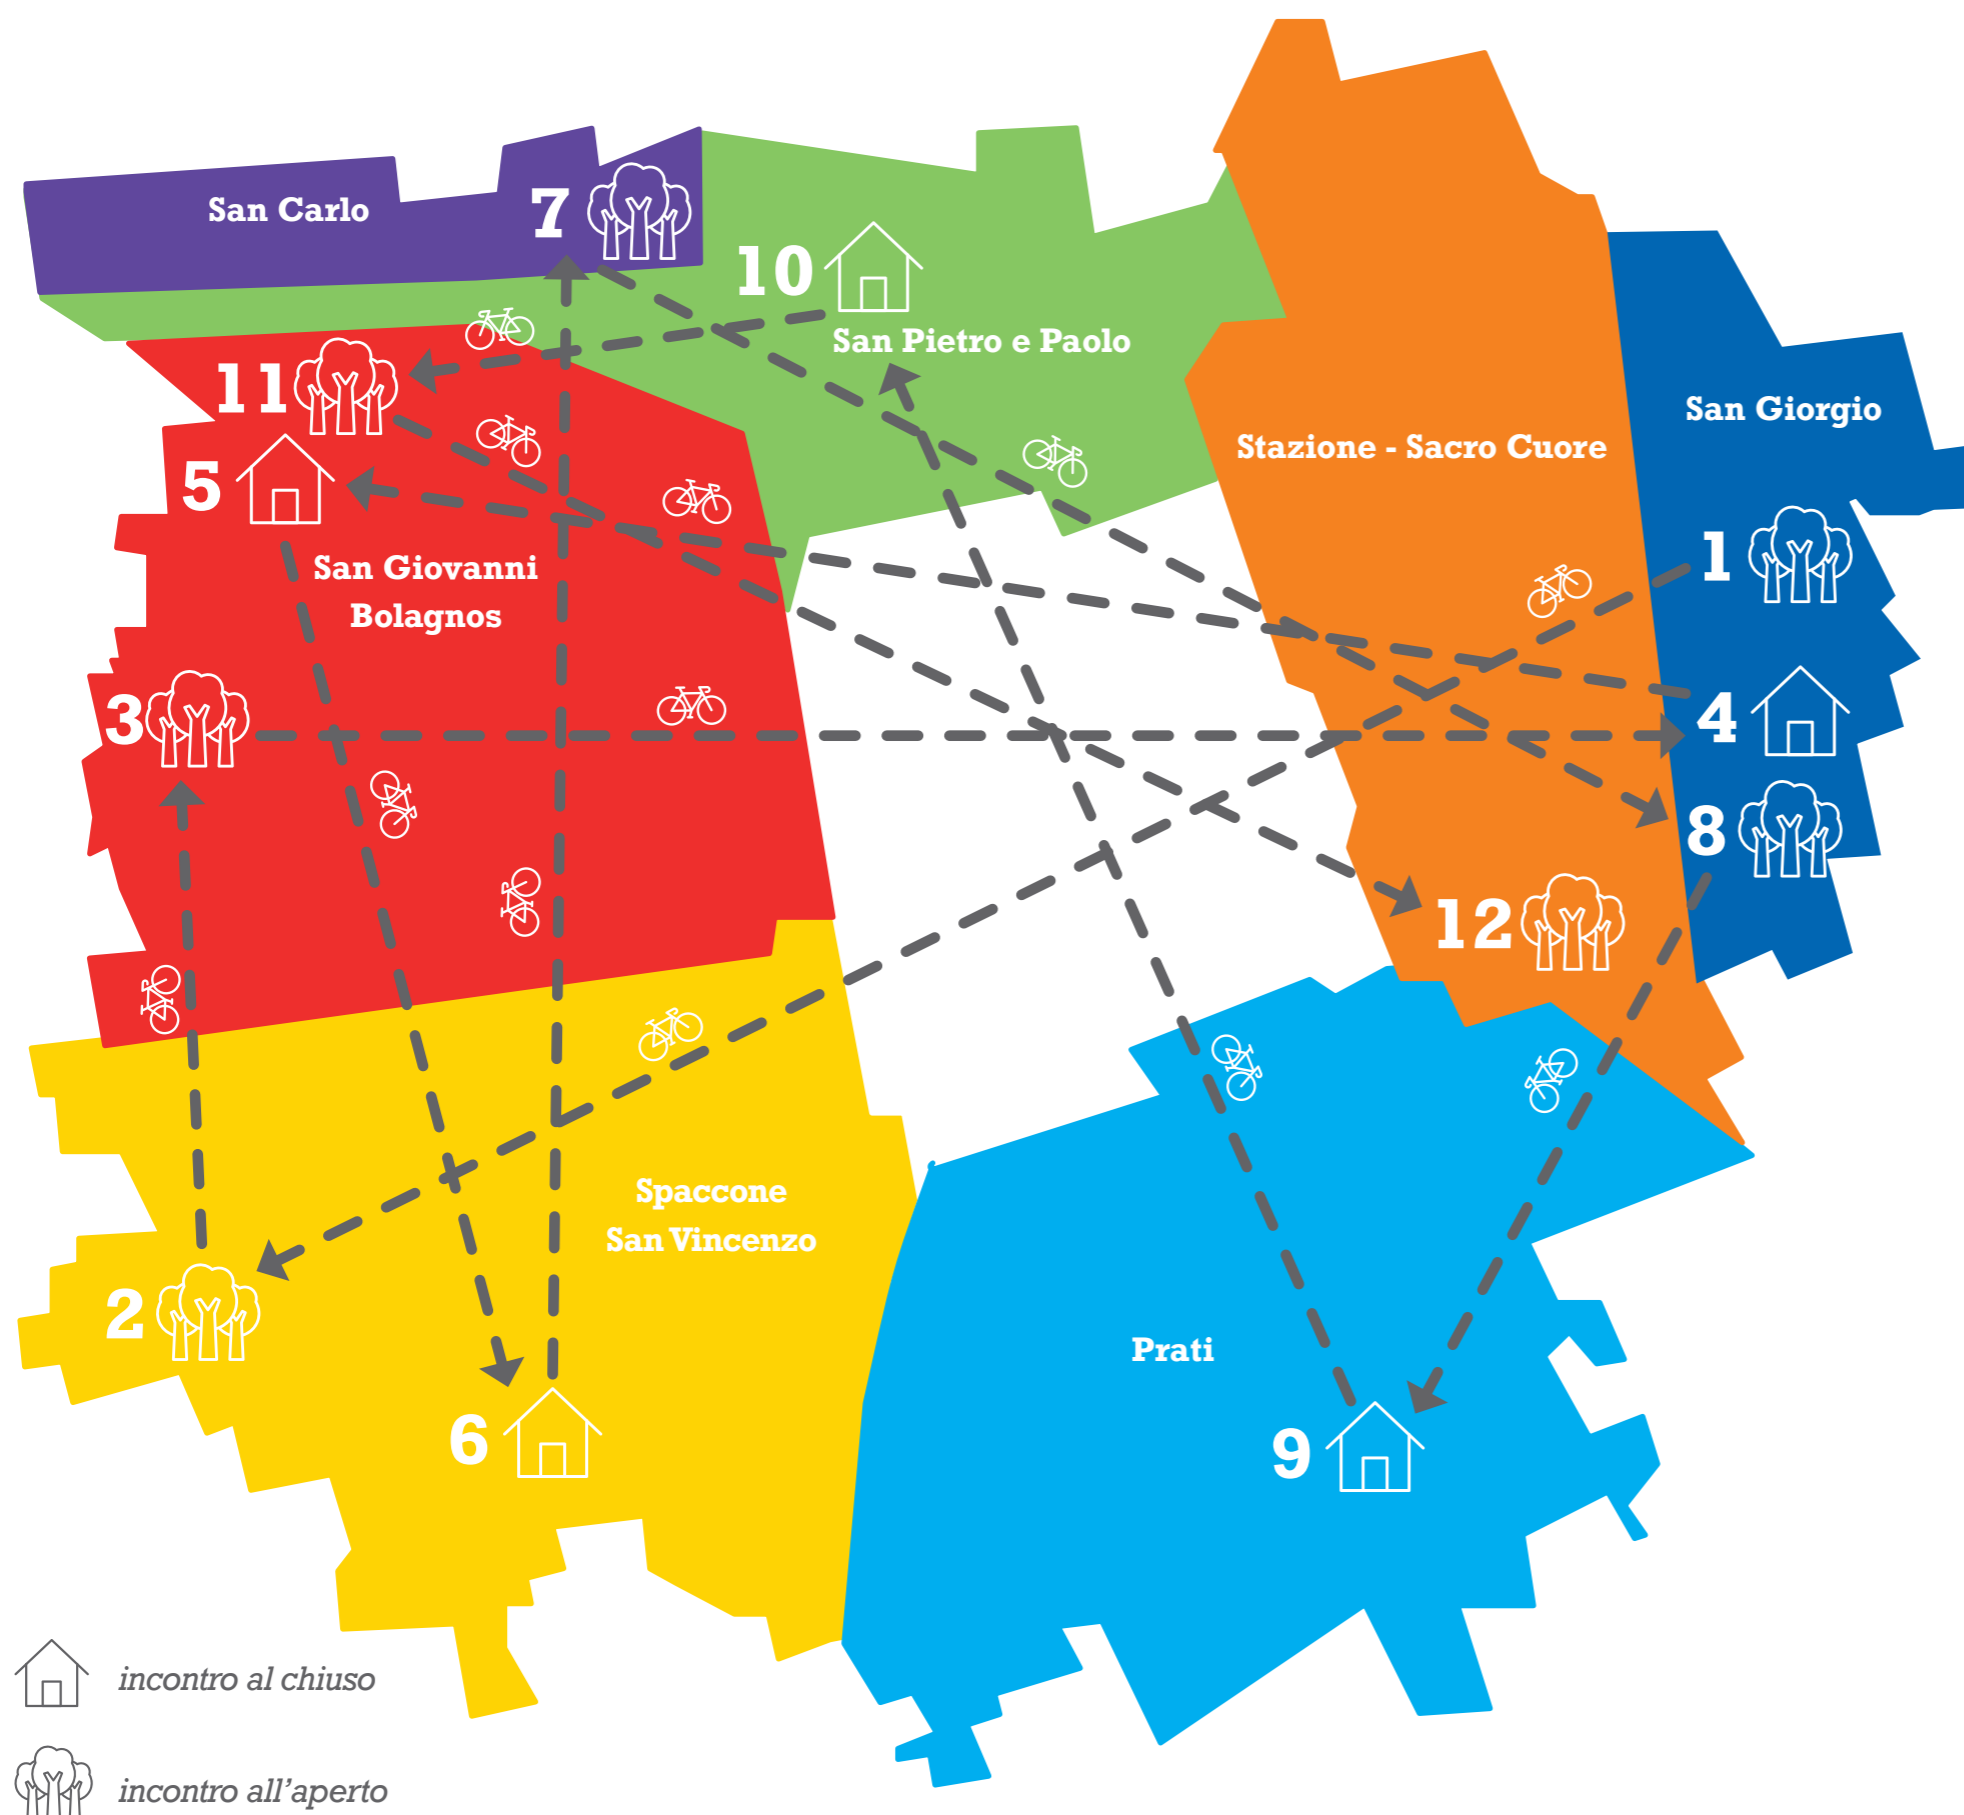 San Carlo
7
10
San Pietro e Paolo
11
San Giorgio
Stazione - Sacro Cuore
5
1
San Giovanni
Bolagnos
3
4
8
12
Spaccone
San Vincenzo
2
Prati
6
9
incontro al chiuso
incontro all'aperto